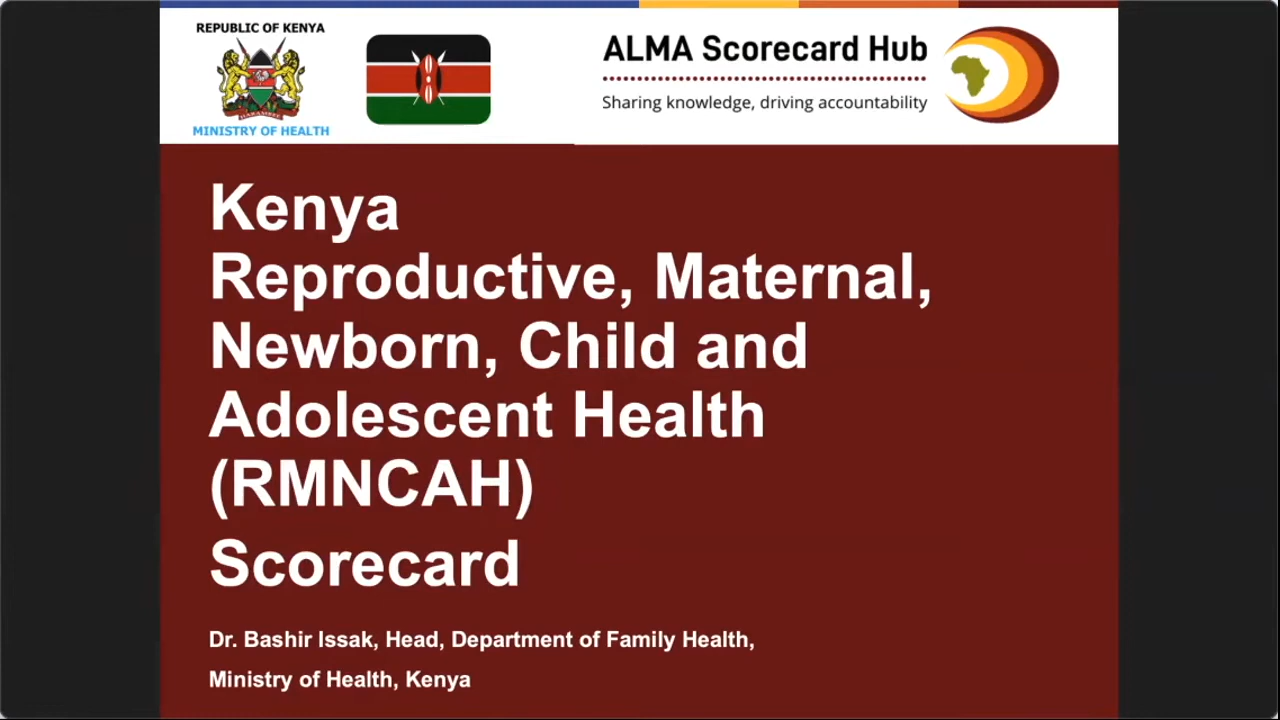 REPUBLIC OF KENYA
HARAMBEE
MINISTRY OF HEALTH
ALMA Scorecard Hub
Sharing knowledge, driving accountability
Kenya
Reproductive, Maternal,
Newborn, Child and
Adolescent Health
(RMNCAH)
Scorecard
Dr. Bashir Issak, Head, Department of Family Health,
Ministry of Health, Kenya